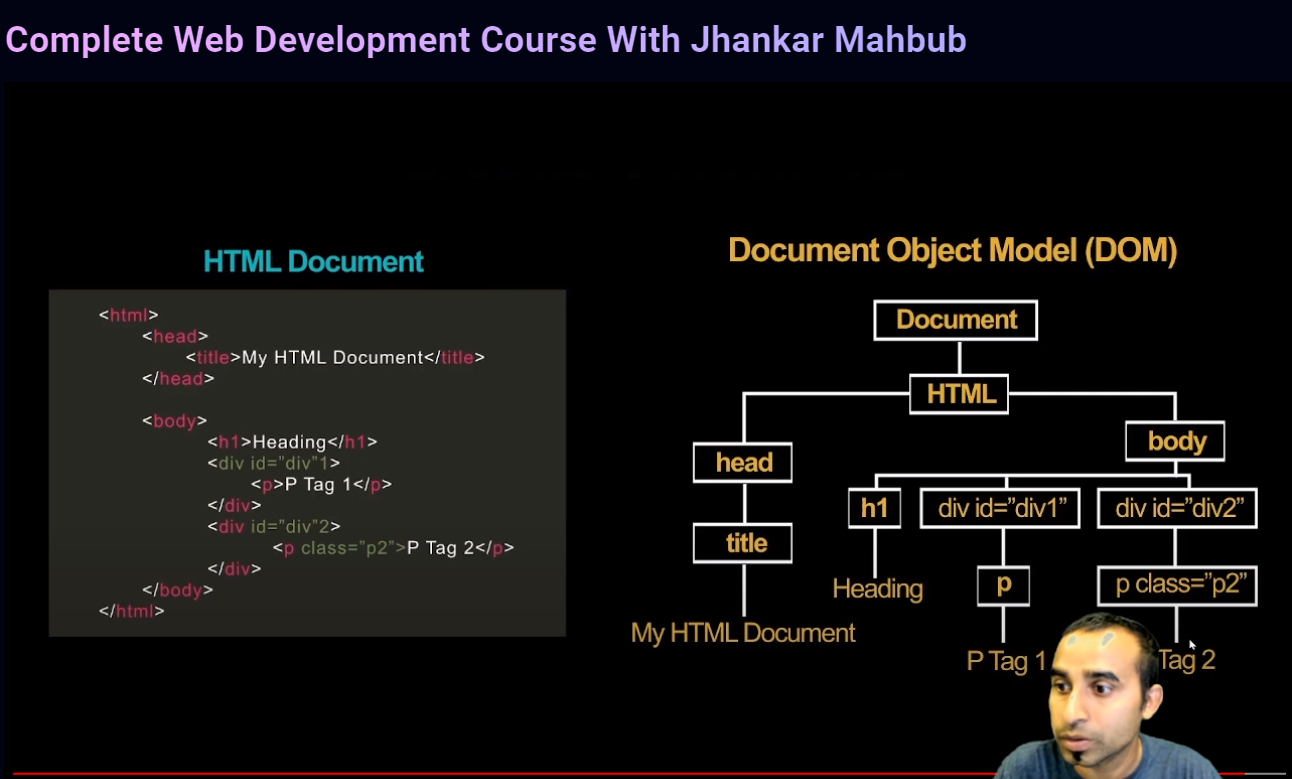 Complete Web Development Course With Jhankar Mahbub
HTML Document
<html>
<head>
<title>My HTML Document</title>
</head>
<body>
<h1>Heading</h1>
<div id="div"1>
<p>P Tag 1</p>
</div>
<div id="div"2>
<p class="p2">P Tag 2</p>
</div>
</body>
</html>
Document Object Model (DOM)
Document
HTML
head
body
h1
div id="div1"
div id="div2"
title
p
p class="p2"
Heading
My HTML Document
P Tag 1
Tag 2